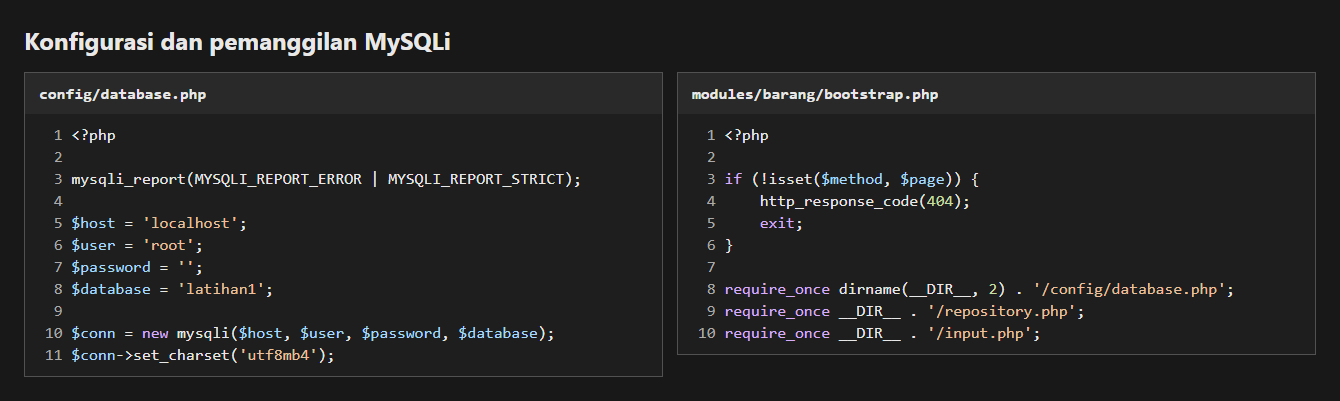 Konfigurasi dan pemanggilan MySQLi
config/database.php
1 <?php
2
3 mysqli_report(MYSQLI_REPORT_ERROR | MYSQLI_REPORT_STRICT);
4
5 $host = 'localhost';
6 $user = 'root';
7 $password = '';
8 $database = 'latihan1';
9
10 $conn = new mysqli($host, $user, $password, $database);
11 $conn->set_charset('utf8mb4');
modules/barang/bootstrap.php
1 <?php
2
3 if (!isset($method, $page)) {
4     http_response_code(404);
5     exit;
6 }
7
8 require_once dirname(__DIR__, 2) . '/config/database.php';
9 require_once __DIR__ . '/repository.php';
10 require_once __DIR__ . '/input.php';